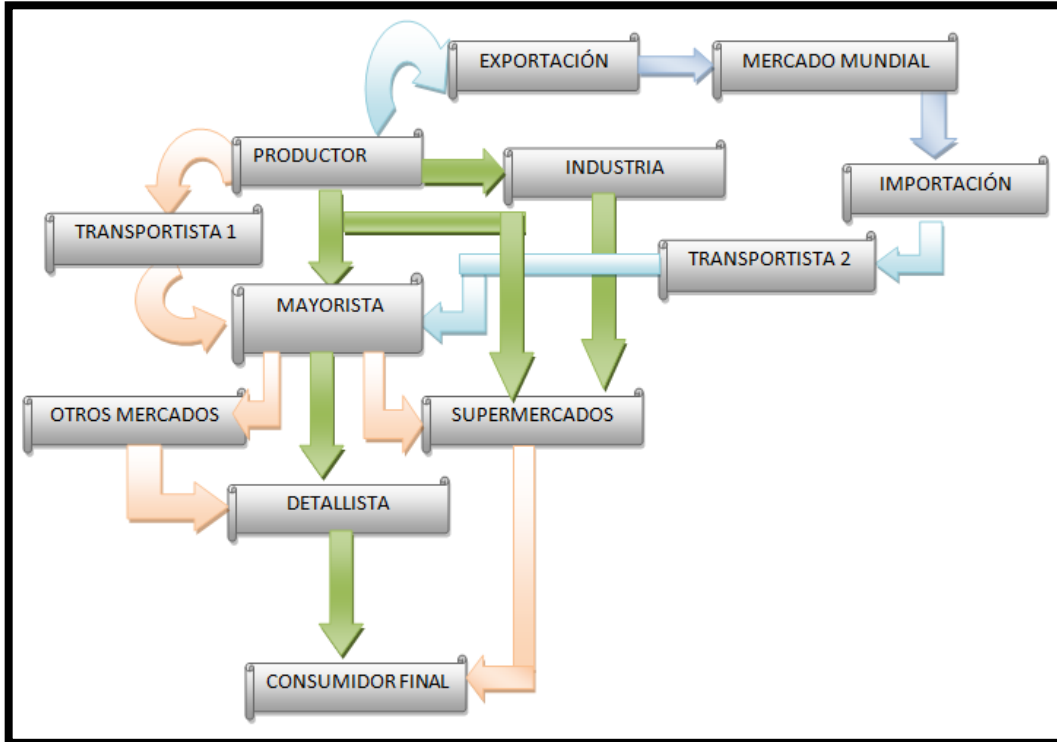 EXPORTACIÓN
MERCADO MUNDIAL
PRODUCTOR
INDUSTRIA
IMPORTACIÓN
TRANSPORTISTA 1
TRANSPORTISTA 2
MAYORISTA
OTROS MERCADOS
SUPERMERCADOS
DETALLISTA
CONSUMIDOR FINAL